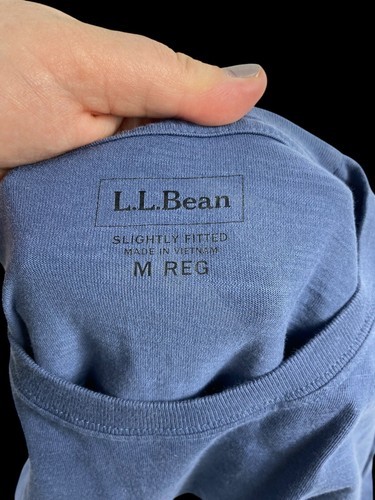 L.L.Bean
SLIGHTLY FITTED
MADE IN VIETNAM
M REG